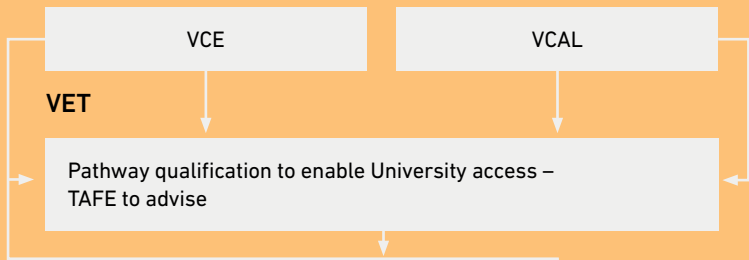 VCE
VCAL
VET
Pathway qualification to enable University access –
TAFE to advise